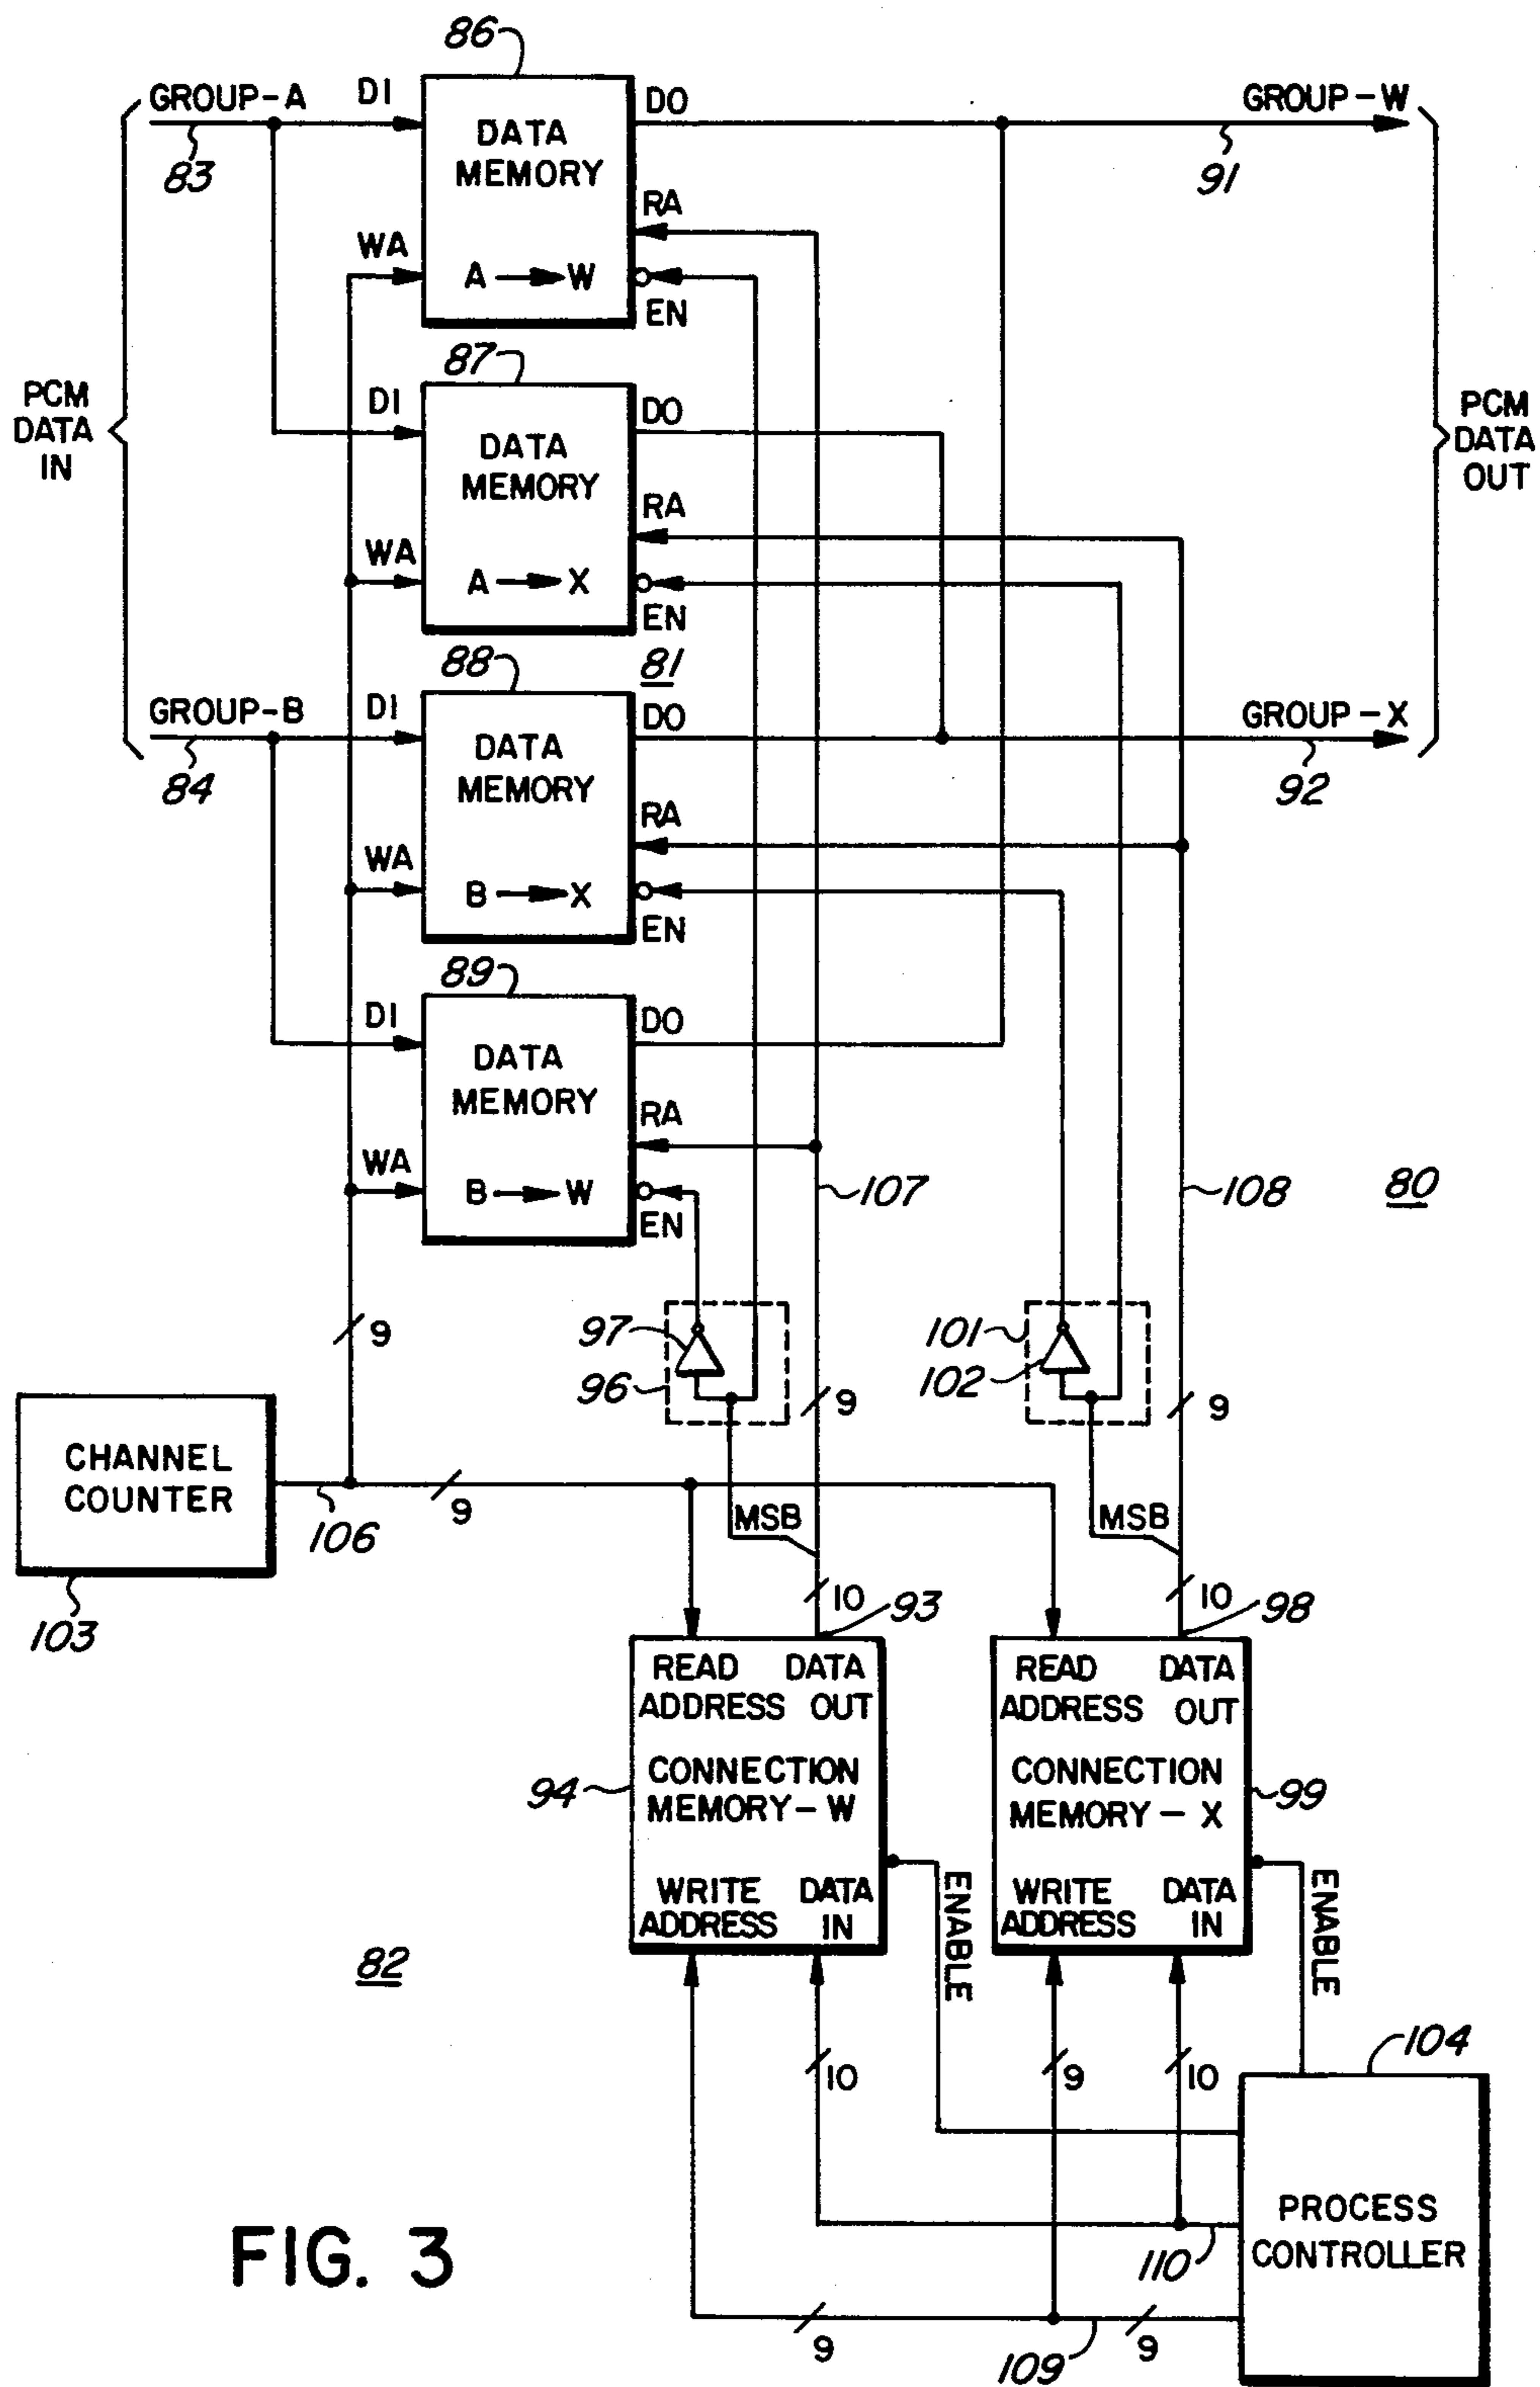 86
GROUP-A
DI
DO
GROUP-W
83
DATA
MEMORY
91
RA
WA
A → W
EN
87
PCM
DATA
IN
DI
DO
PCM
DATA
OUT
DATA
MEMORY
RA
WA
A → X
EN
88
81
GROUP-B
DI
DO
GROUP-X
84
DATA
MEMORY
92
RA
WA
B → X
EN
89
DI
DO
DATA
MEMORY
RA
WA
B → W
EN
107
108
80
9
97
96
9
101
102
9
CHANNEL
COUNTER
106
9
MSB
MSB
103
10
93
10
98
READ DATA
ADDRESS OUT
CONNECTION
MEMORY-W
WRITE DATA
ADDRESS IN
94
READ DATA
ADDRESS OUT
CONNECTION
MEMORY-X
WRITE DATA
ADDRESS IN
99
ENABLE
ENABLE
82
104
10
9
10
PROCESS
CONTROLLER
110
9
109
9
FIG. 3